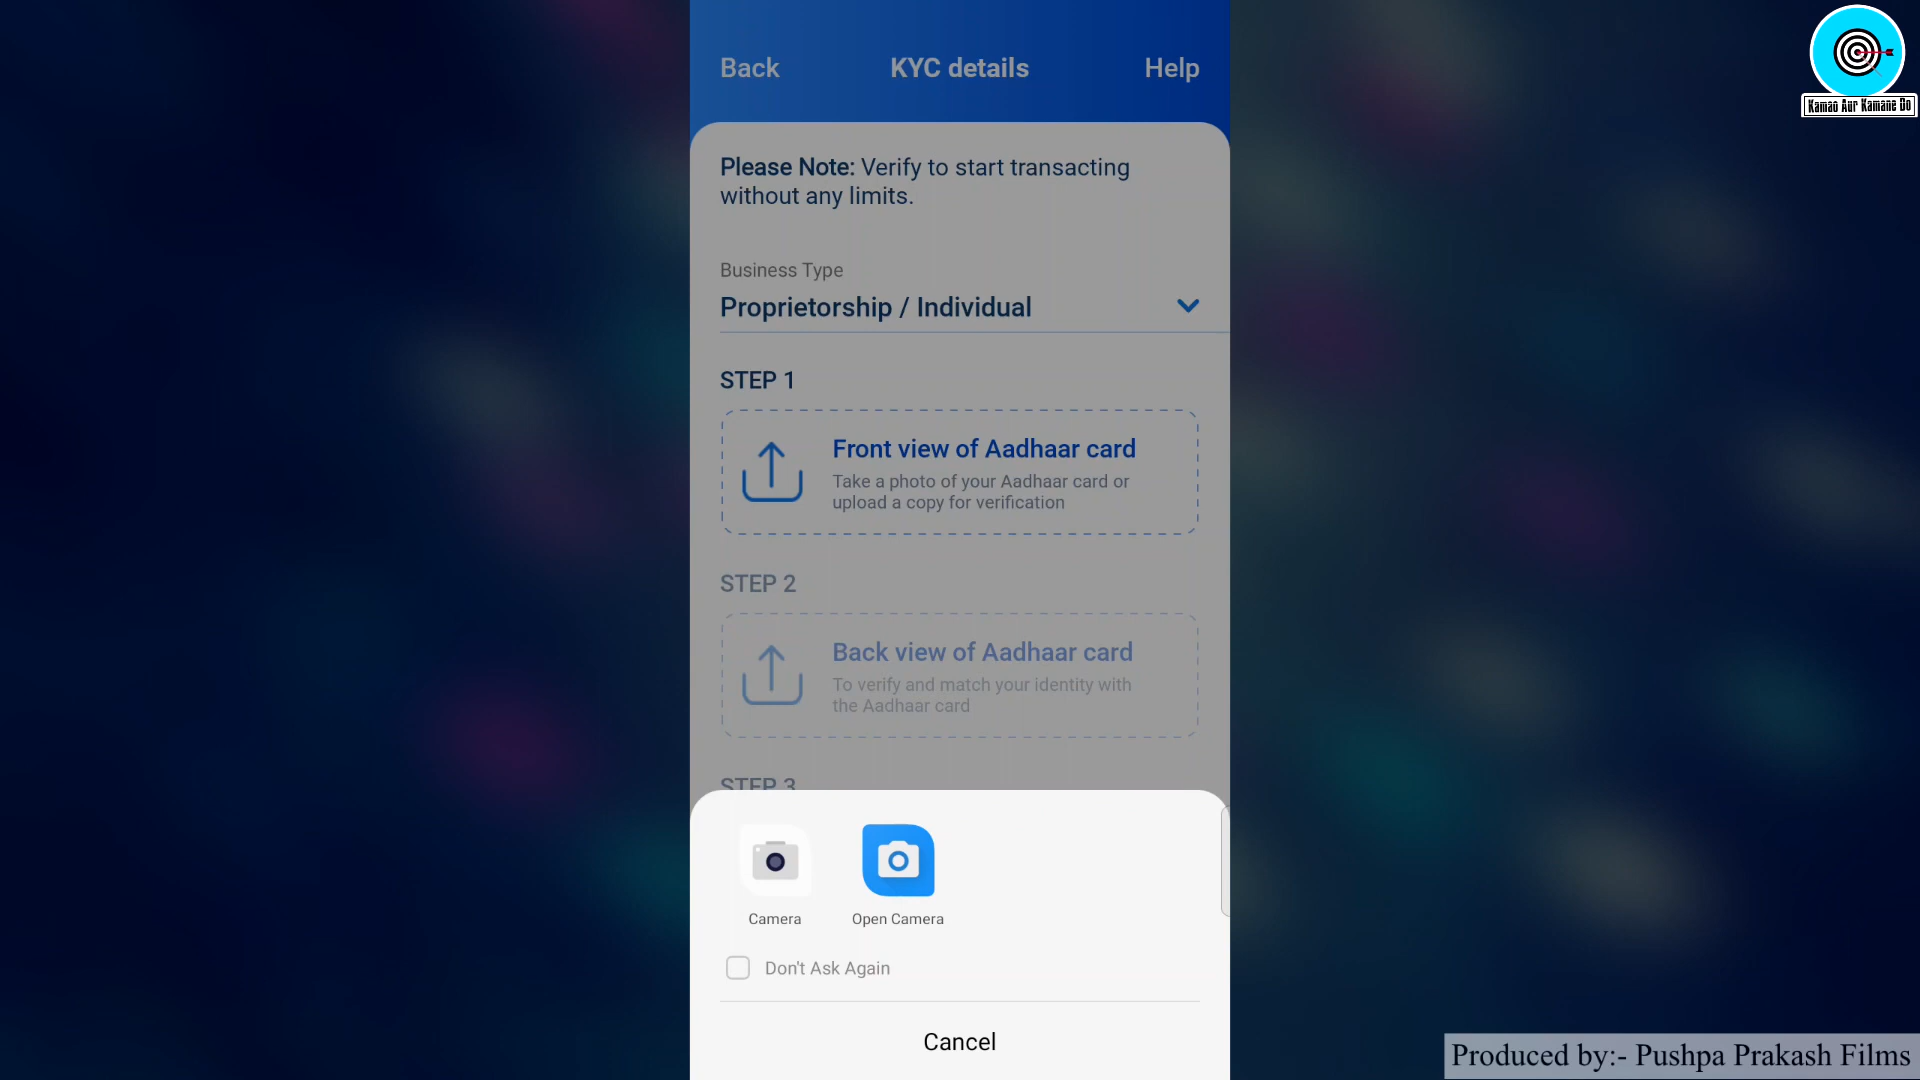 Back
KYC details
Help
Kamao Aur Kamane Do
Please Note: Verify to start transacting
without any limits.
Business Type
Proprietorship / Individual
STEP 1
Front view of Aadhaar card
Take a photo of your Aadhaar card or
upload a copy for verification
STEP 2
Back view of Aadhaar card
To verify and match your identity with
the Aadhaar card
STEP 3
Camera
Open Camera
Don't Ask Again
Cancel
Produced by:- Pushpa Prakash Films